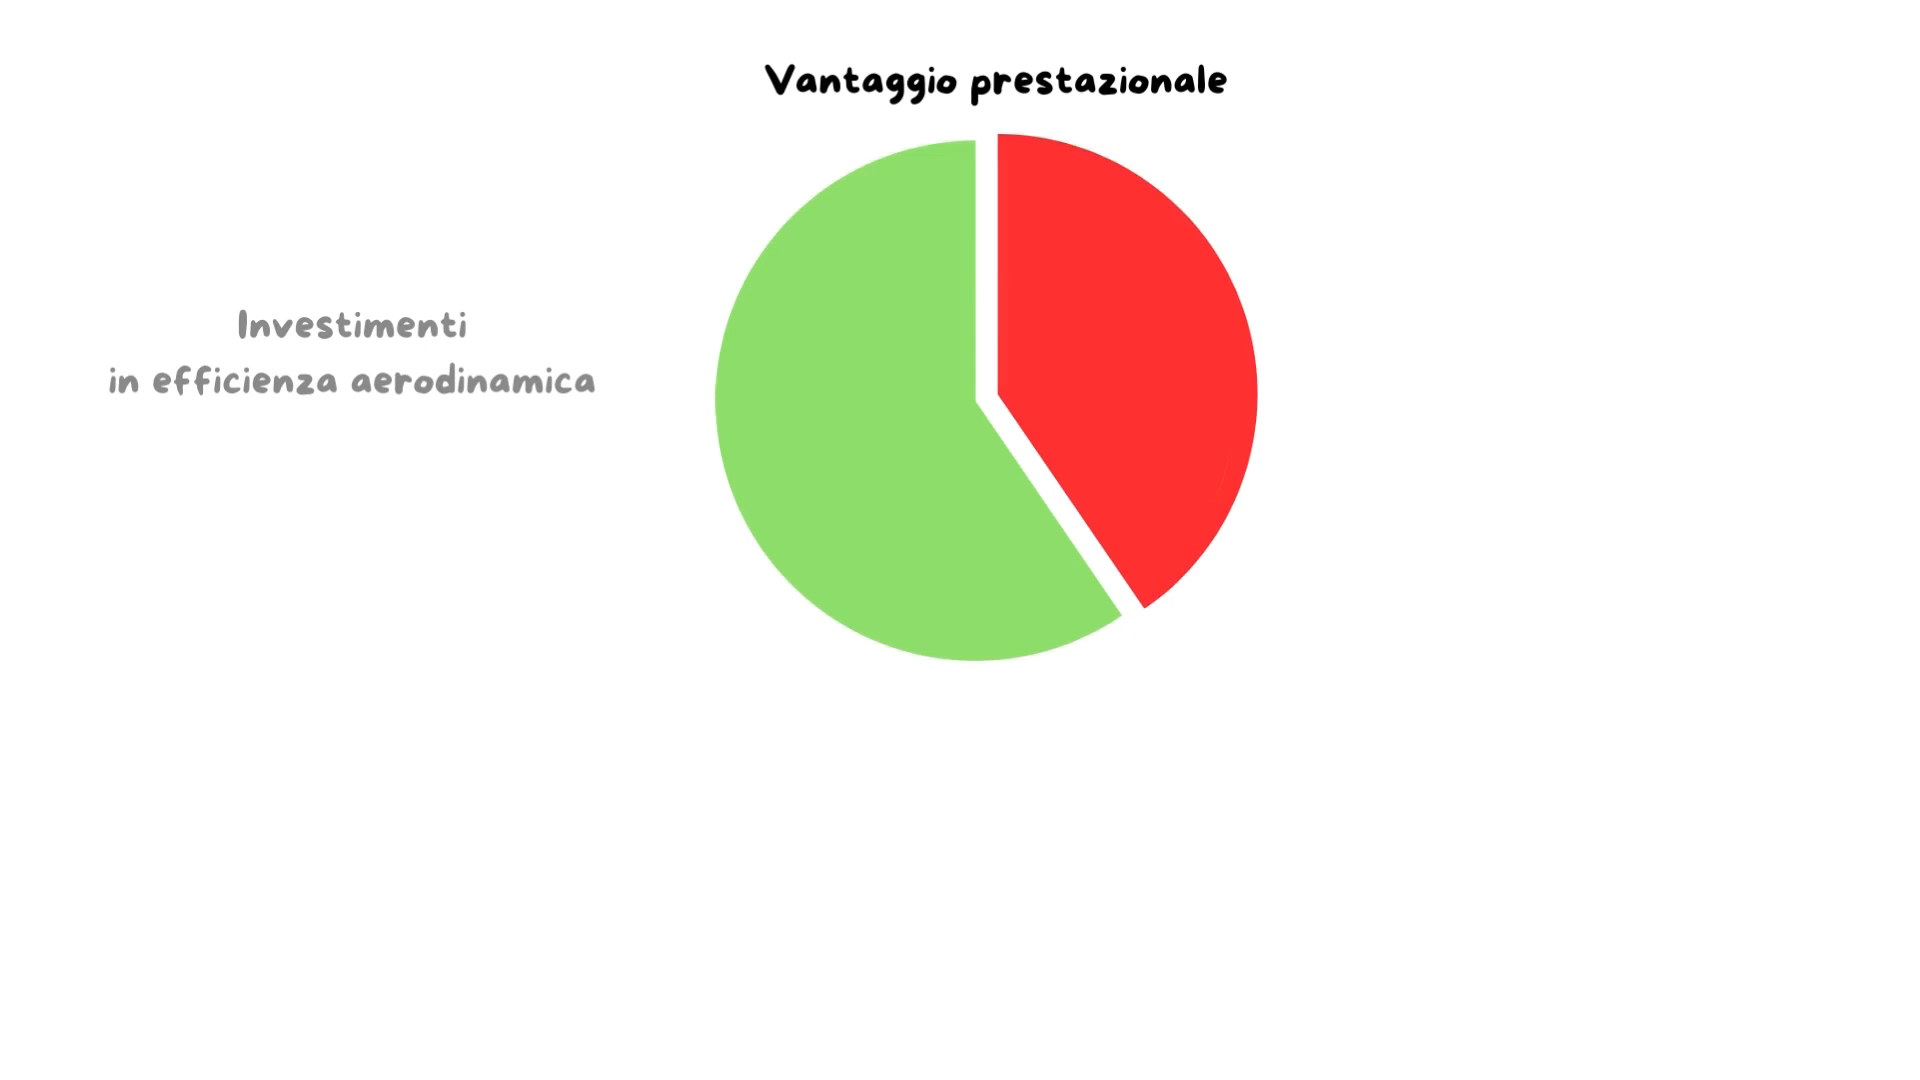 Vantaggio prestazionale
Investimenti
in efficienza aerodinamica